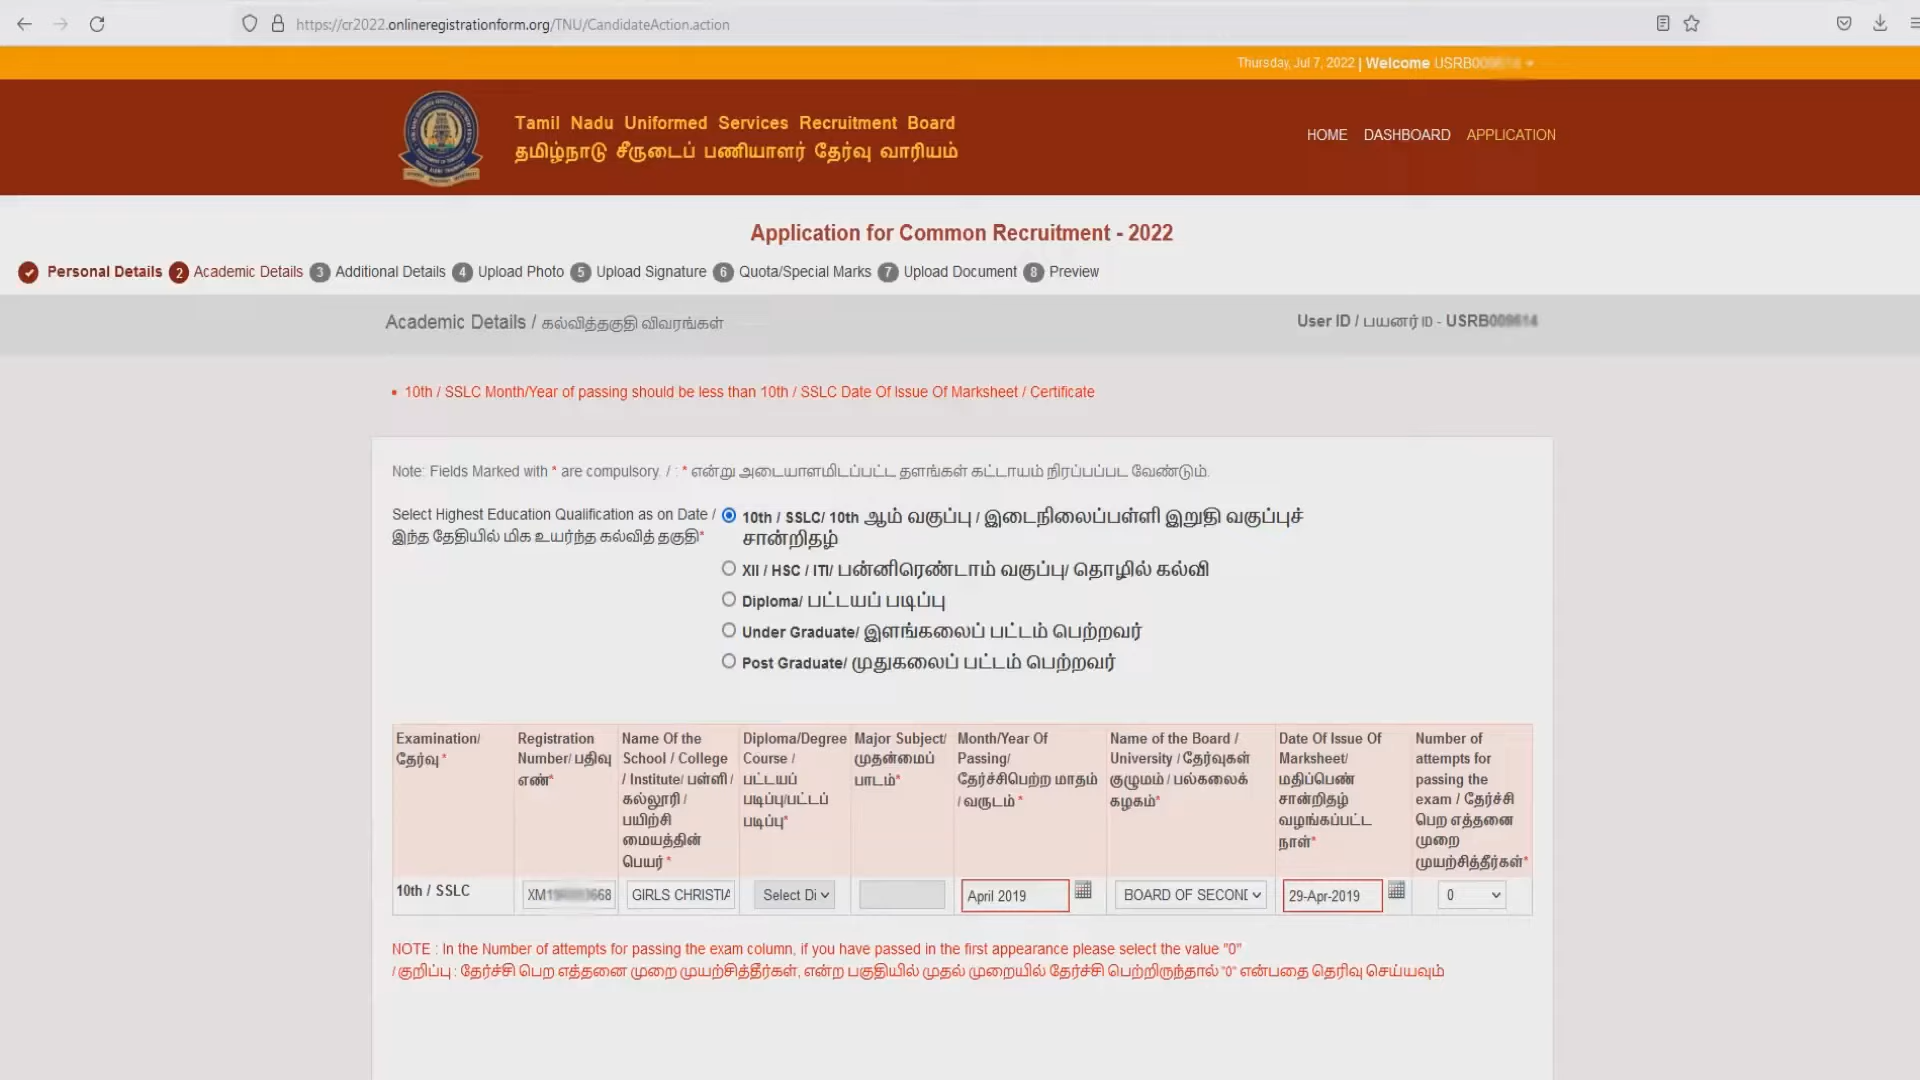 https://cr2022.onlineregistrationform.org/TNU/CandidateAction.action
Thursday, Jul 7, 2022 | Welcome USRB
Tamil Nadu Uniformed Services Recruitment Board
தமிழ்நாடு சீருடைப் பணியாளர் தேர்வு வாரியம்
HOME DASHBOARD APPLICATION
Application for Common Recruitment - 2022
Personal Details 2 Academic Details 3 Additional Details 4 Upload Photo 5 Upload Signature 6 Quota/Special Marks 7 Upload Document 8 Preview
Academic Details / கல்வித்தகுதி விவரங்கள்
User ID / பயனர் ID - USRB
10th / SSLC Month/Year of passing should be less than 10th / SSLC Date Of Issue Of Marksheet / Certificate
Note: Fields Marked with * are compulsory. / : * என்று அடையாளமிடப்பட்ட தளங்கள் கட்டாயம் நிரப்பப்பட வேண்டும்.
Select Highest Education Qualification as on Date /
இந்த தேதியில் மிக உயர்ந்த கல்வித் தகுதி*
10th / SSLC/ 10th ஆம் வகுப்பு / இடைநிலைப்பள்ளி இறுதி வகுப்புச்
சான்றிதழ்
XII / HSC / ITI/ பன்னிரெண்டாம் வகுப்பு/ தொழில் கல்வி
Diploma/ பட்டயப் படிப்பு
Under Graduate/ இளங்கலைப் பட்டம் பெற்றவர்
Post Graduate/ முதுகலைப் பட்டம் பெற்றவர்
Examination/
தேர்வு *
Registration
Number/ பதிவு
எண்*
Name Of the
School / College
/ Institute/ பள்ளி /
கல்லூரி /
பயிற்சி
மையத்தின்
பெயர் *
Diploma/Degree
Course /
பட்டயப்
படிப்பு/பட்டப்
படிப்பு*
Major Subject/
முதன்மைப்
பாடம்*
Month/Year Of
Passing/
தேர்ச்சிபெற்ற மாதம்
/ வருடம் *
Name of the Board /
University / தேர்வுகள்
குழுமம் / பல்கலைக்
கழகம்*
Date Of Issue Of
Marksheet/
மதிப்பெண்
சான்றிதழ்
வழங்கப்பட்ட
நாள்*
Number of
attempts for
passing the
exam / தேர்ச்சி
பெற எத்தனை
முறை
முயற்சித்தீர்கள்*
10th / SSLC
GIRLS CHRISTIA
Select Di
April 2019
BOARD OF SECOND
29-Apr-2019
0
NOTE : In the Number of attempts for passing the exam column, if you have passed in the first appearance please select the value "0"
/ குறிப்பு : தேர்ச்சி பெற எத்தனை முறை முயற்சித்தீர்கள், என்ற பகுதியில் முதல் முறையில் தேர்ச்சி பெற்றிருந்தால் "0" என்பதை தெரிவு செய்யவும்